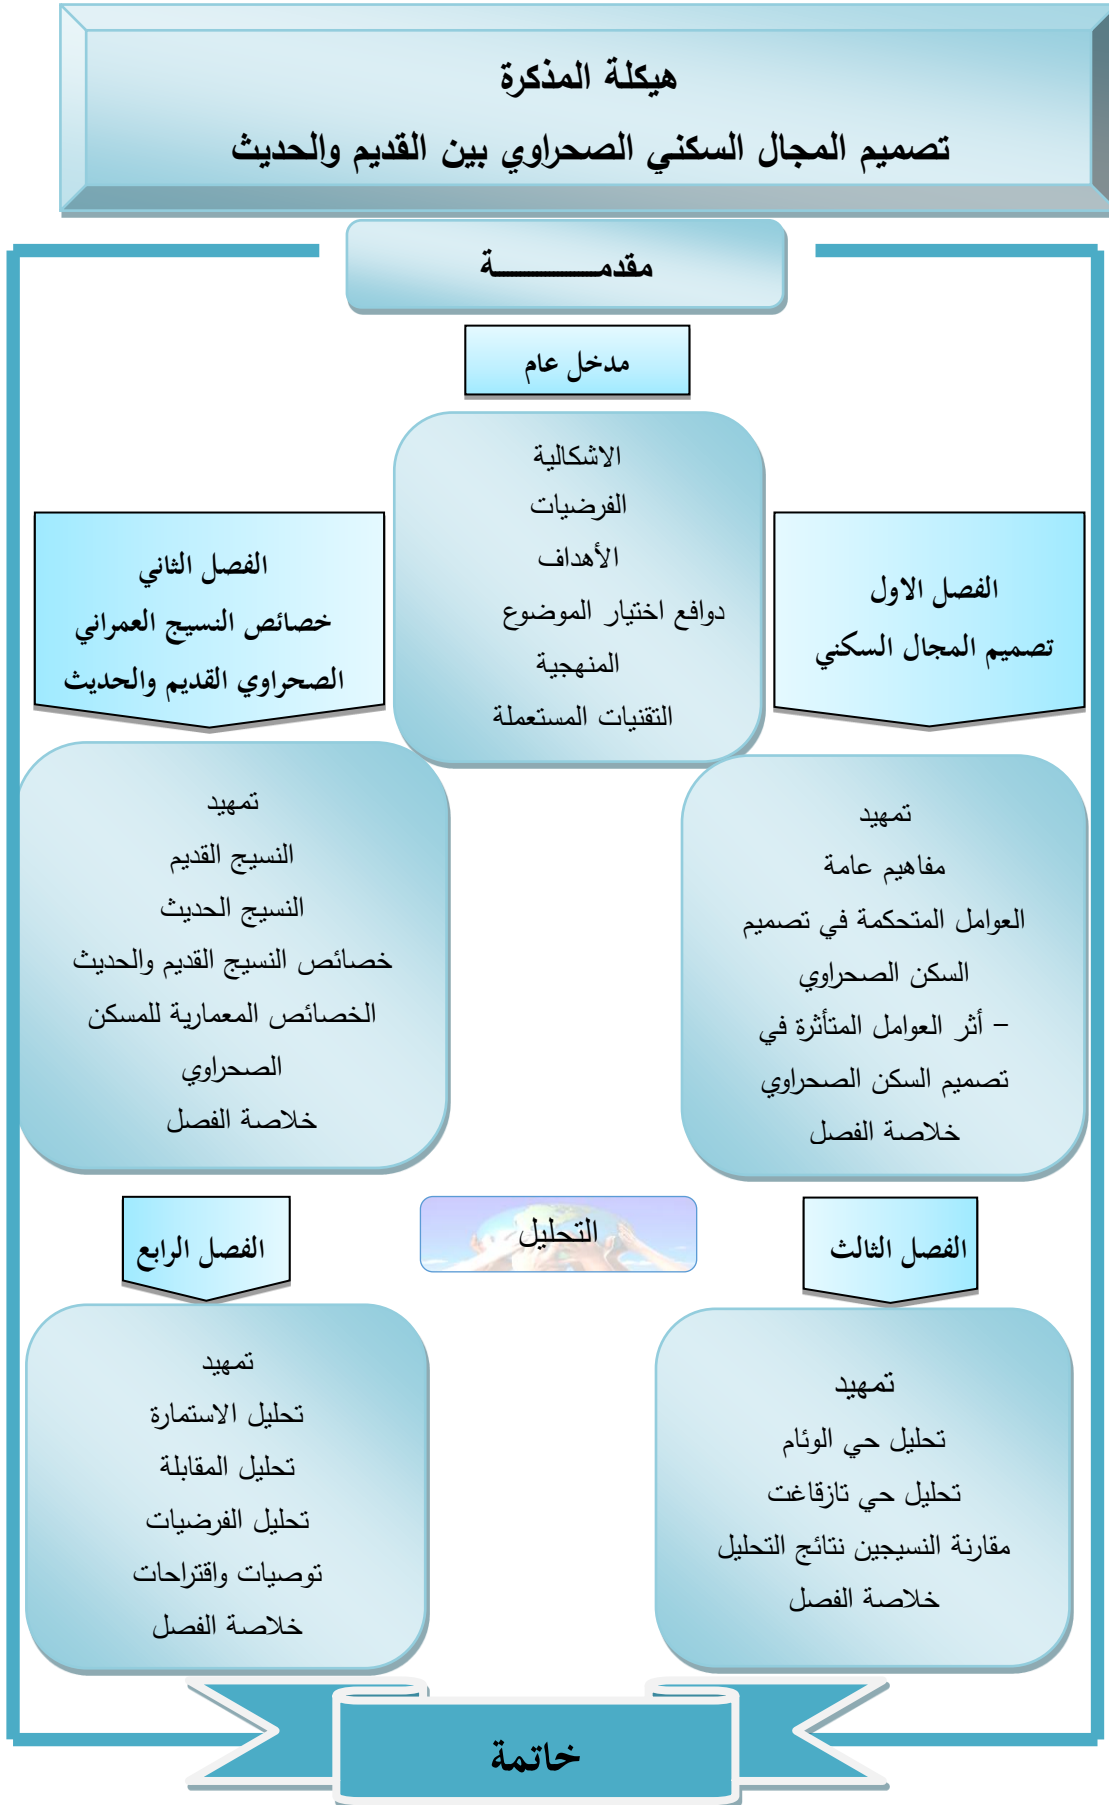 هيكلة المذكرة
تصميم المجال السكني الصحراوي بين القديم والحديث
مقدمـــــــــــــة
مدخل عام
الاشكالية
الفرضيات
الأهداف
دوافع اختيار الموضوع
المنهجية
التقنيات المستعملة
الفصل الاول
تصميم المجال السكني
تمهيد
مفاهيم عامة
العوامل المتحكمة في تصميم
السكن الصحراوي
– أثر العوامل المتأثرة في
تصميم السكن الصحراوي
خلاصة الفصل
الفصل الثاني
خصائص النسيج العمراني
الصحراوي القديم والحديث
تمهيد
النسيج القديم
النسيج الحديث
خصائص النسيج القديم والحديث
الخصائص المعمارية للمسكن
الصحراوي
خلاصة الفصل
التحليل
الفصل الثالث
تمهيد
تحليل حي الوئام
تحليل حي تازقاغت
مقارنة النسيجين نتائج التحليل
خلاصة الفصل
الفصل الرابع
تمهيد
تحليل الاستمارة
تحليل المقابلة
تحليل الفرضيات
توصيات واقتراحات
خلاصة الفصل
خاتمة